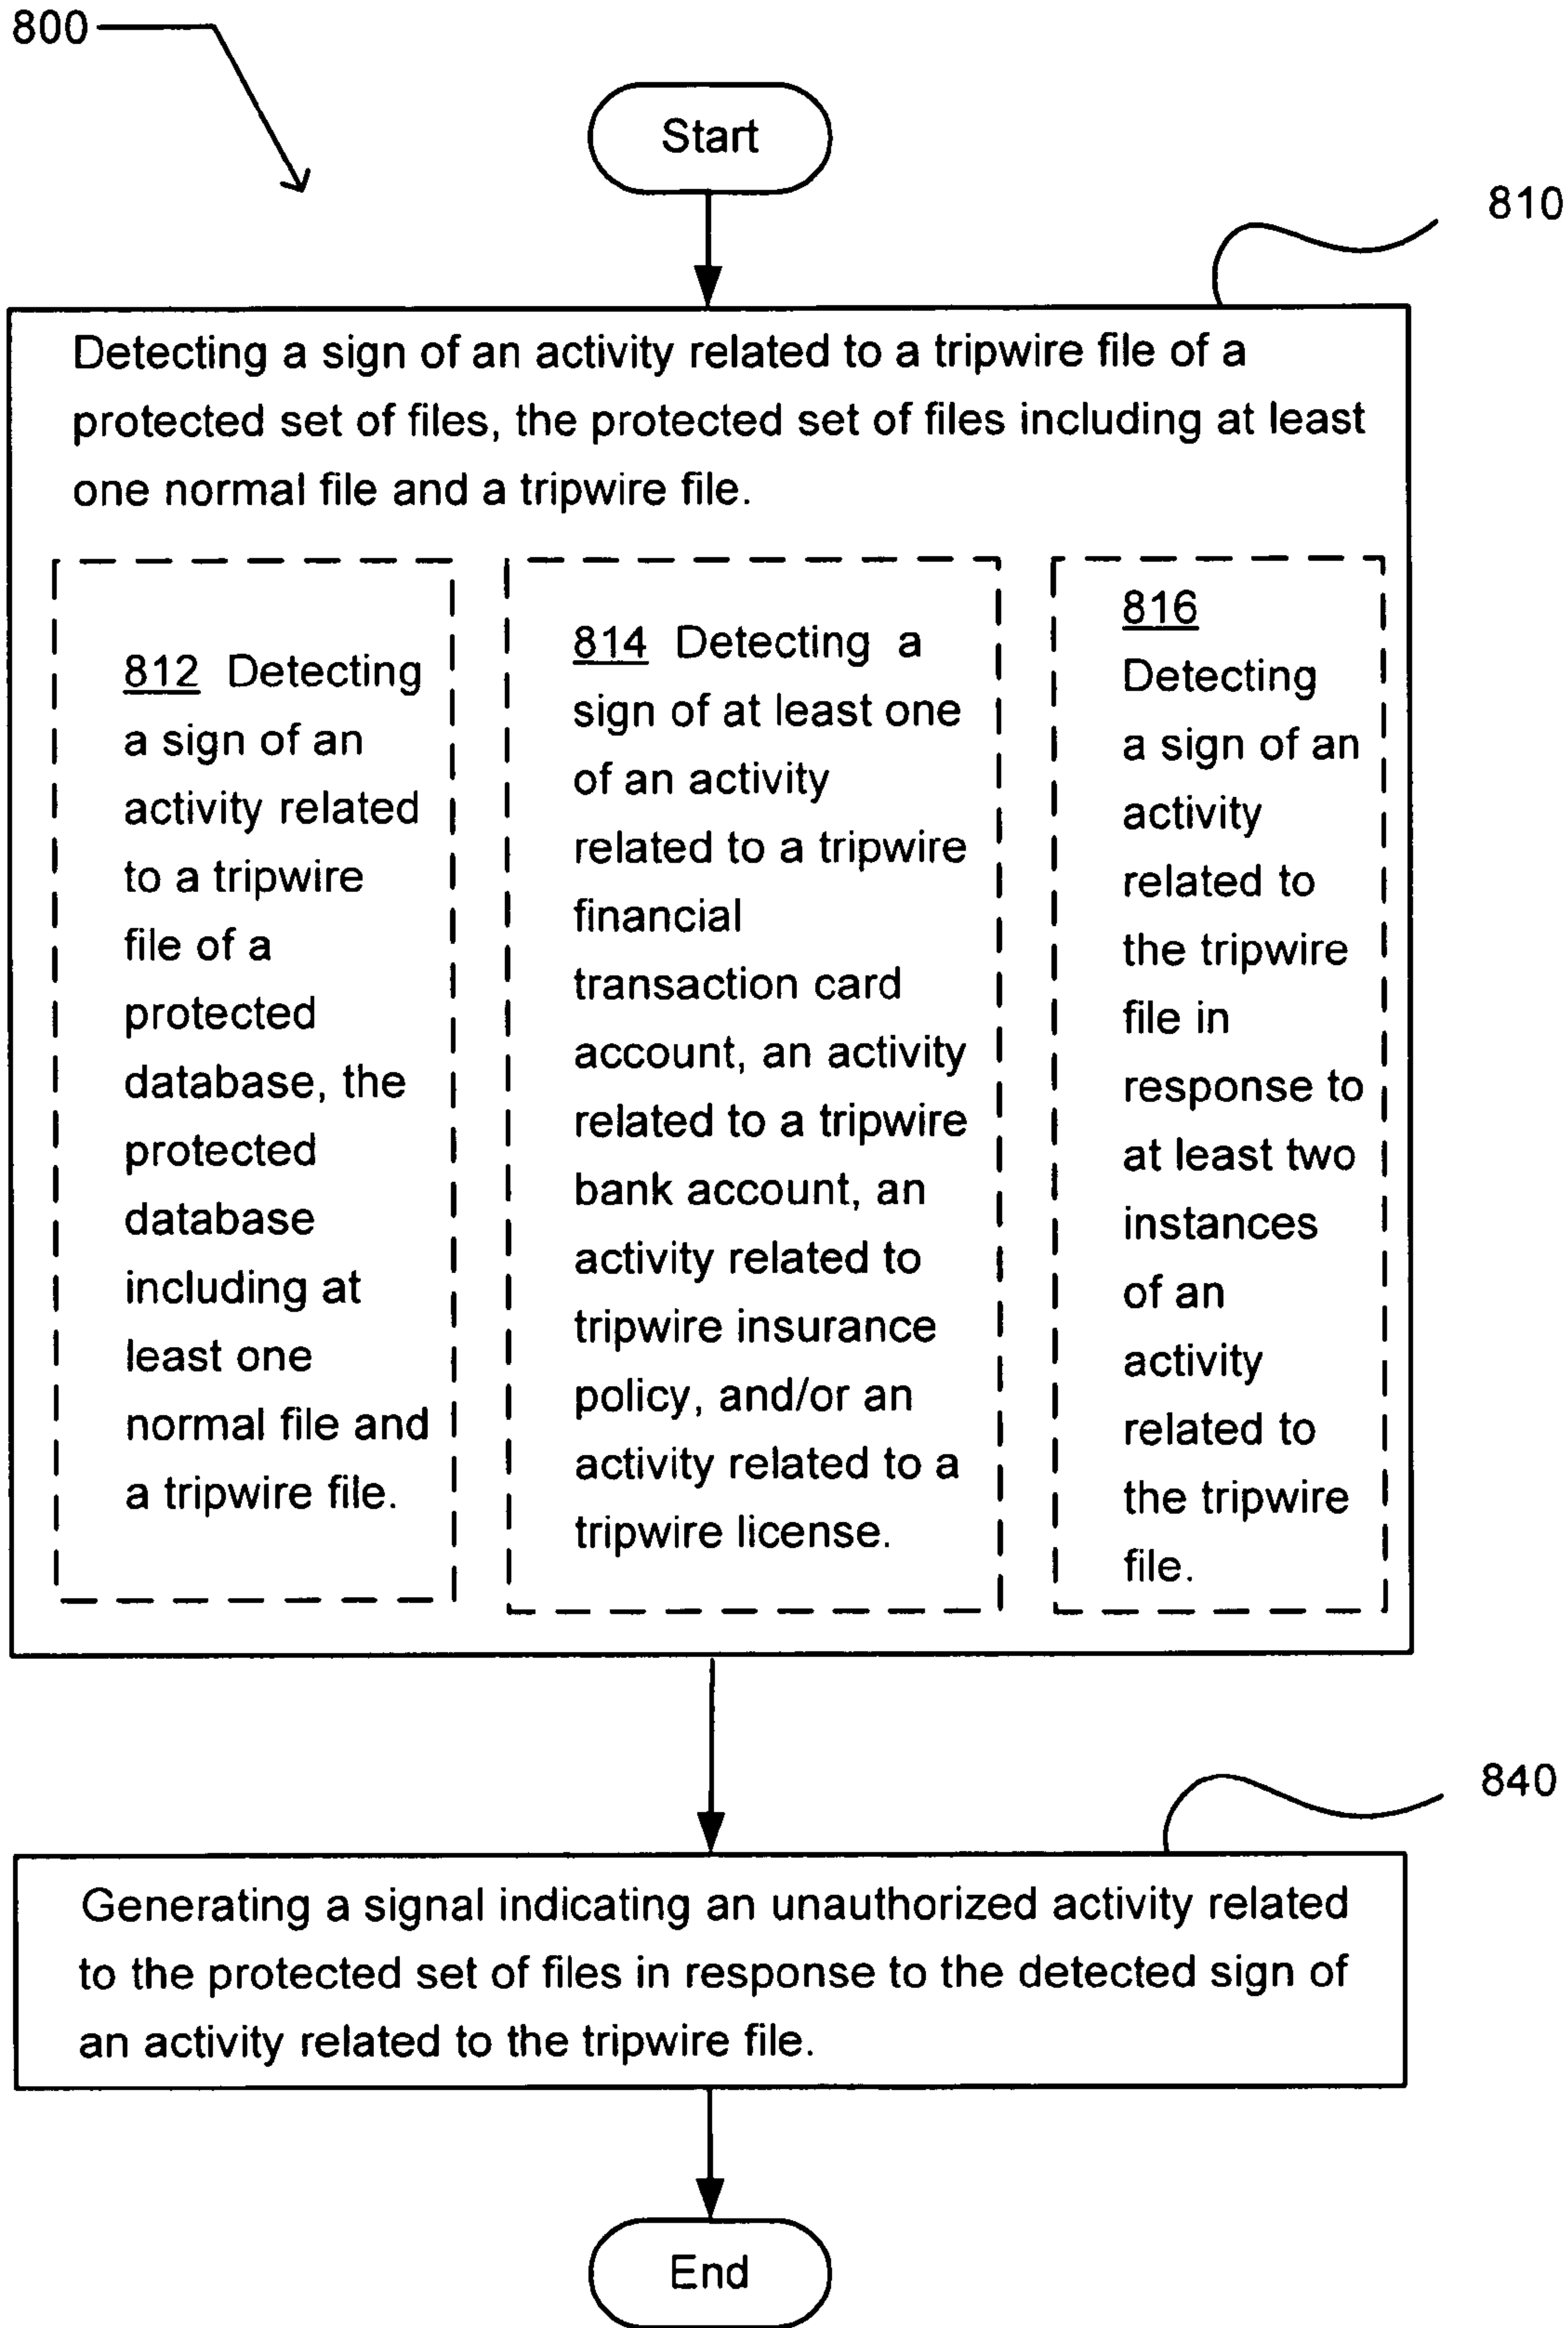 800
Start
810
Detecting a sign of an activity related to a tripwire file of a
protected set of files, the protected set of files including at least
one normal file and a tripwire file.
812 Detecting
a sign of an
activity related
to a tripwire
file of a
protected
database, the
protected
database
including at
least one
normal file and
a tripwire file.
814 Detecting a
sign of at least one
of an activity
related to a tripwire
financial
transaction card
account, an activity
related to a tripwire
bank account, an
activity related to
tripwire insurance
policy, and/or an
activity related to a
tripwire license.
816
Detecting
a sign of an
activity
related to
the tripwire
file in
response to
at least two
instances
of an
activity
related to
the tripwire
file.
840
Generating a signal indicating an unauthorized activity related
to the protected set of files in response to the detected sign of
an activity related to the tripwire file.
End